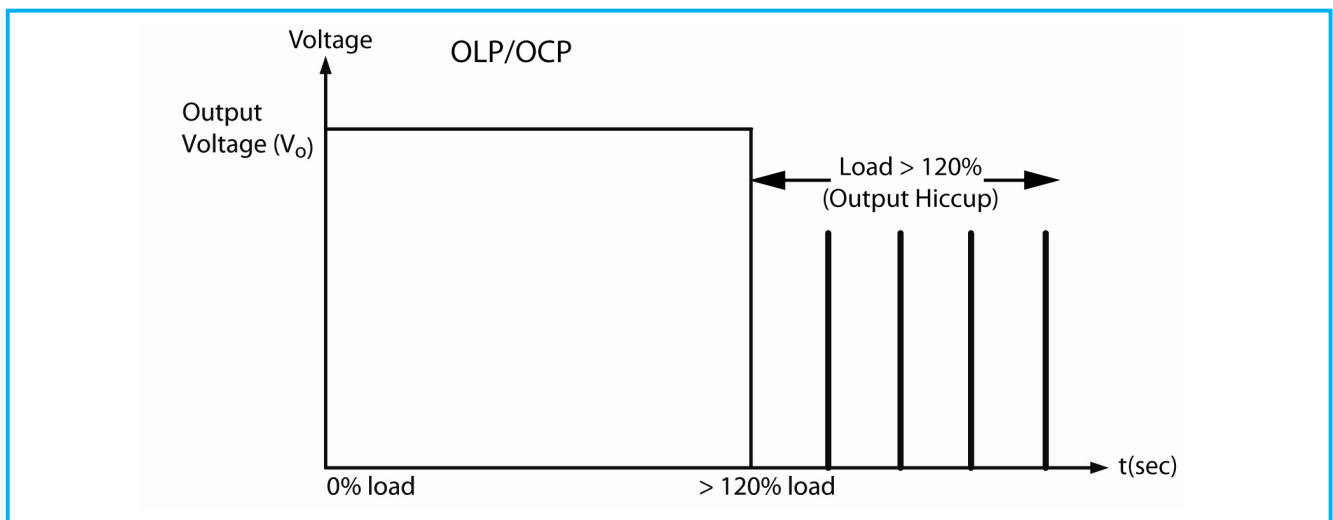 Voltage
OLP/OCP
Output
Voltage (Vo)
Load > 120%
(Output Hiccup)
t(sec)
0% load
> 120% load